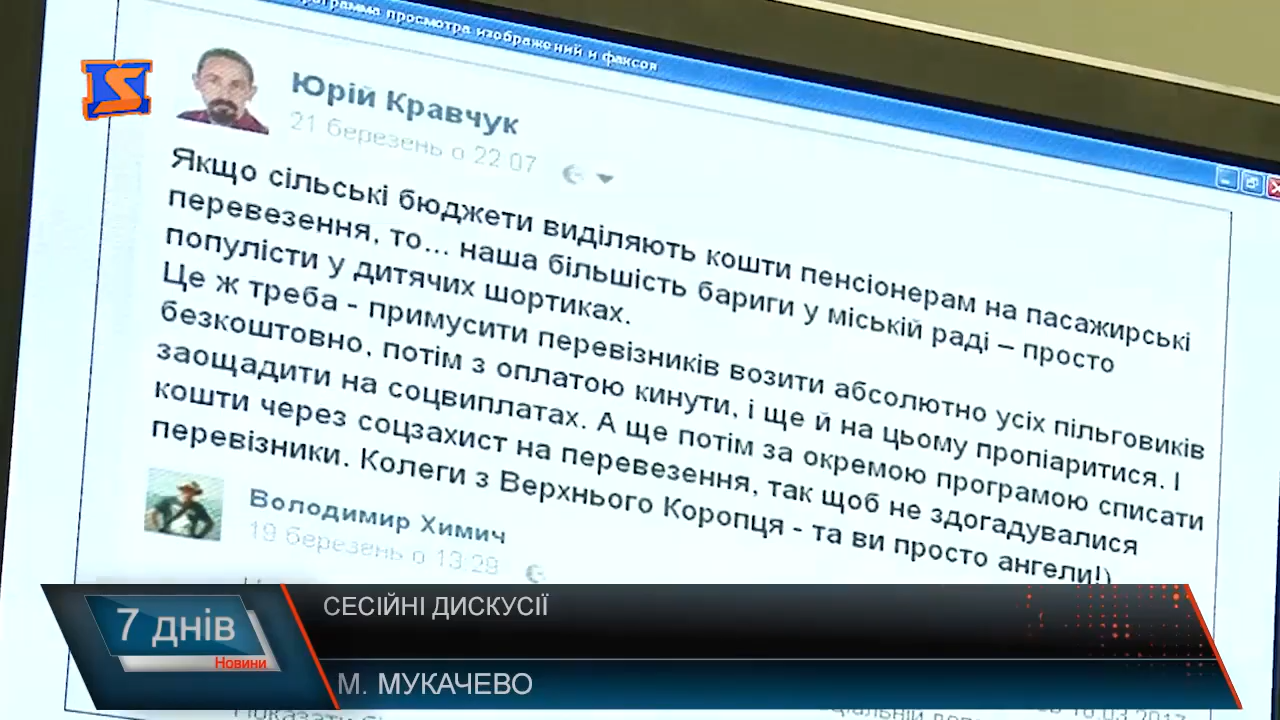 программа просмотра изображений и факсов
Юрій Кравчук
21 березень о 22:07
Якщо сільські бюджети виділяють кошти пенсіонерам на пасажирські
перевезення, то... наша більшість бариги у міській раді – просто
популісти у дитячих шортиках.
Це ж треба - примусити перевізників возити абсолютно усіх пільговиків
безкоштовно, потім з оплатою кинути, і ще й на цьому пропіаритися. І
заощадити на соцвиплатах. А ще потім за окремою програмою списати
кошти через соцзахист на перевезення, так щоб не здогадувалися
перевізники. Колеги з Верхнього Коропця - та ви просто ангели!)
Володимир Химич
19 березень о 13:29
7 днів
Новини
СЕСІЙНІ ДИСКУСІЇ
М. МУКАЧЕВО